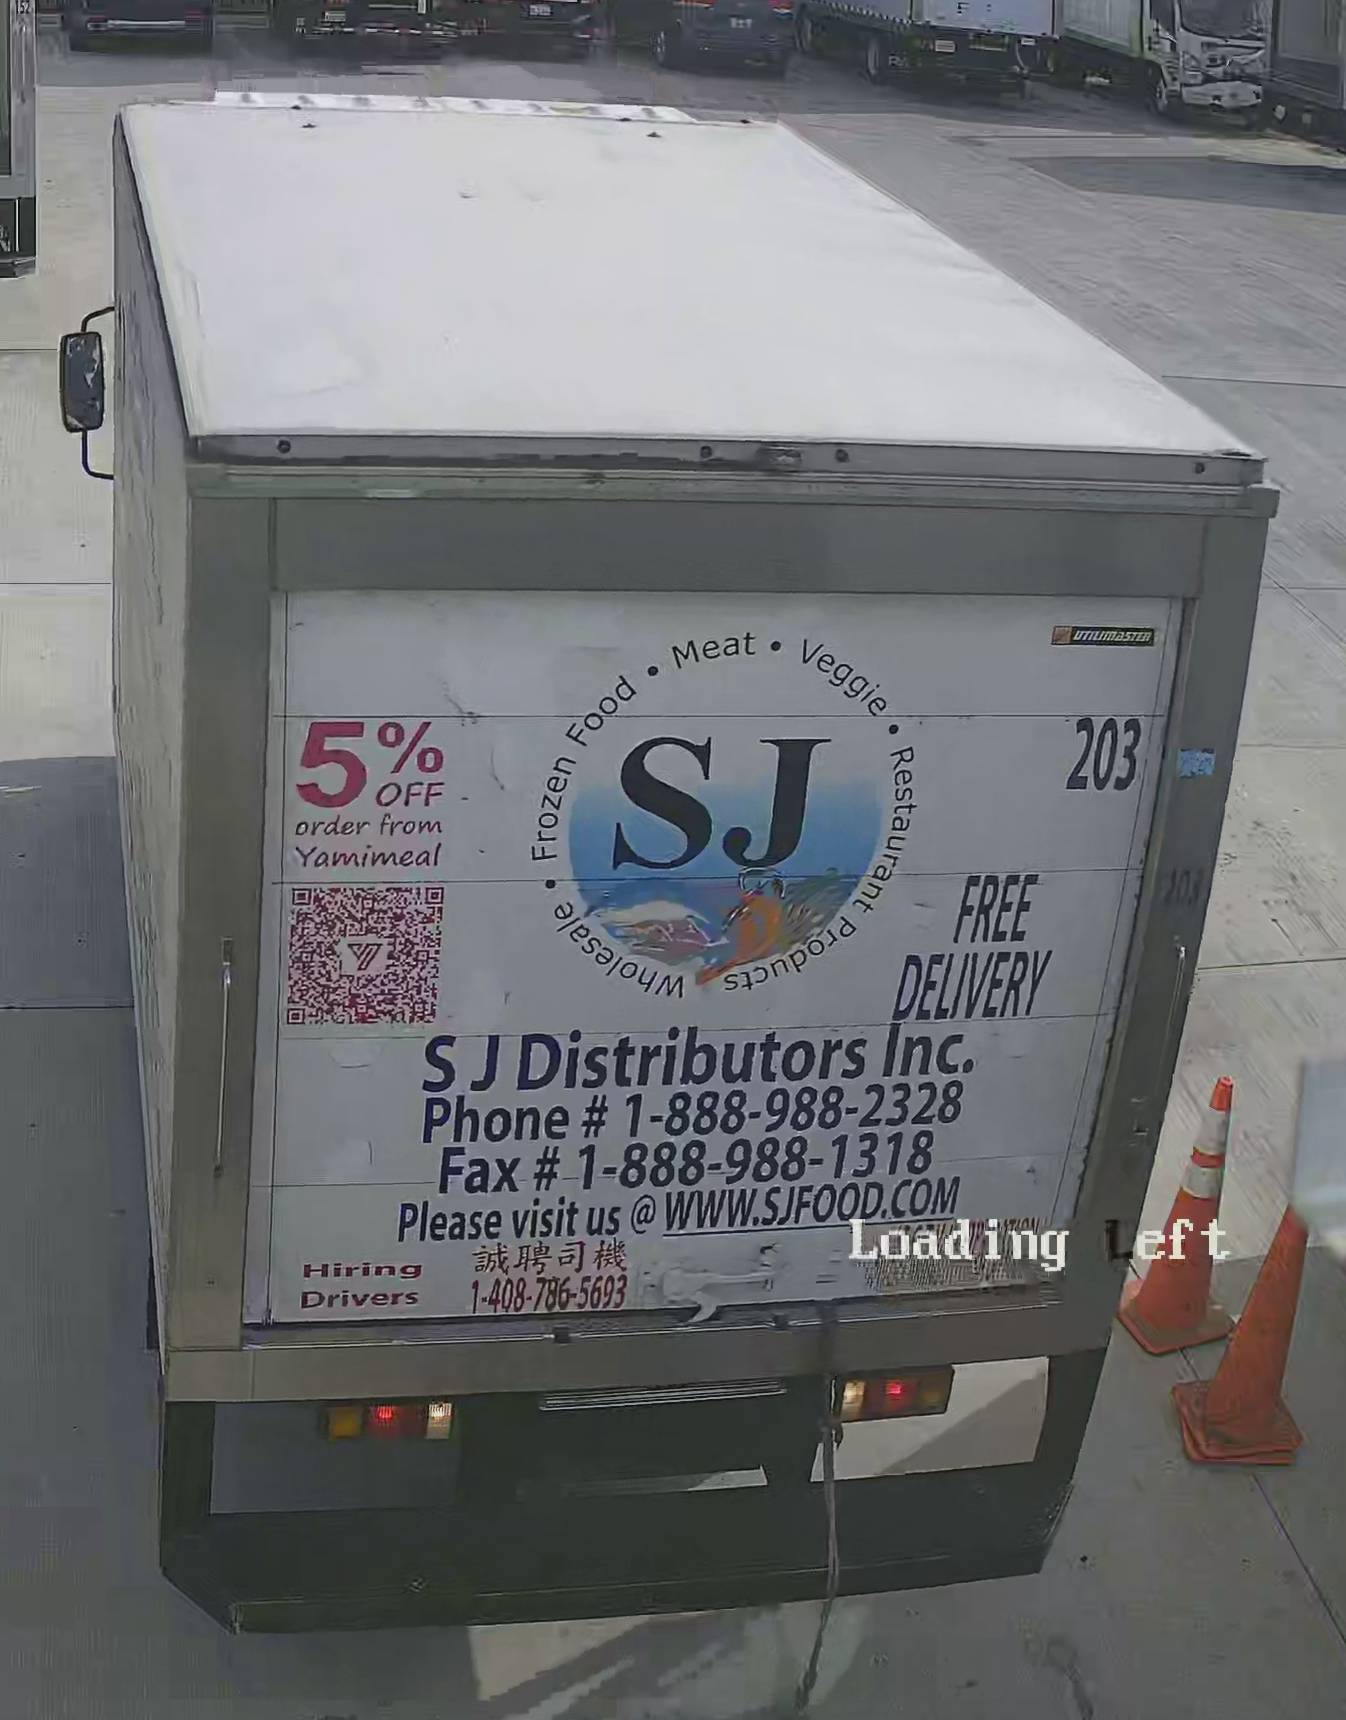 UTILIMASTER
• Wholesale • Frozen Food • Meat • Veggie • Restaurant Products
SJ
5% OFF
order from
Yamimeal
203
FREE
DELIVERY
S J Distributors Inc.
Phone # 1-888-988-2328
Fax # 1-888-988-1318
Please visit us @ WWW.SJFOOD.COM
Loading Left
Hiring
Drivers
誠聘司機
1-408-786-5693